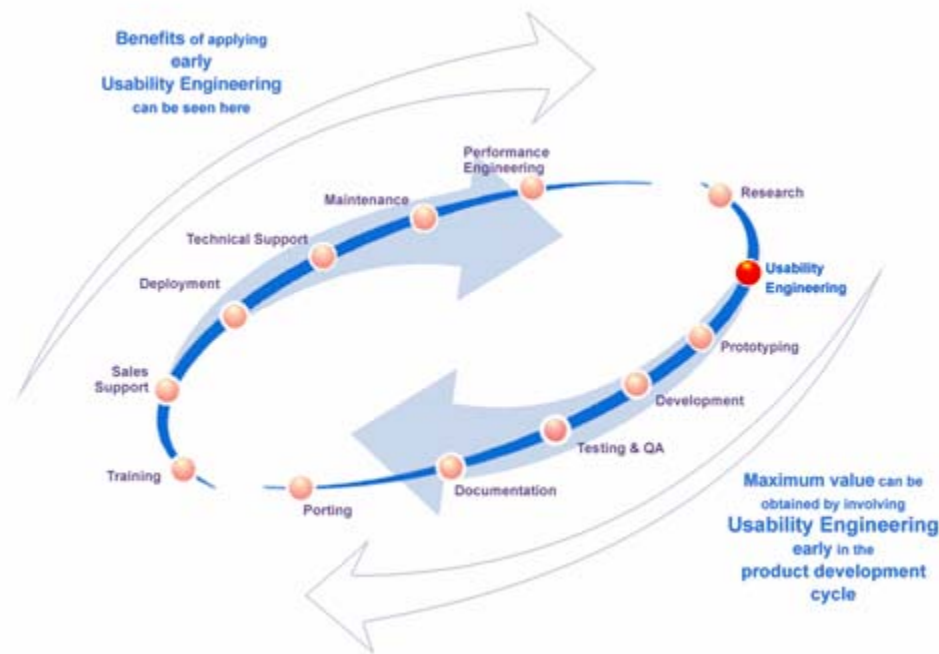 Benefits of applying
early
Usability Engineering
can be seen here
Performance
Engineering
Research
Maintenance
Technical Support
Usability
Engineering
Deployment
Prototyping
Sales
Support
Development
Testing & QA
Training
Documentation
Porting
Maximum value can be
obtained by involving
Usability Engineering
early in the
product development
cycle